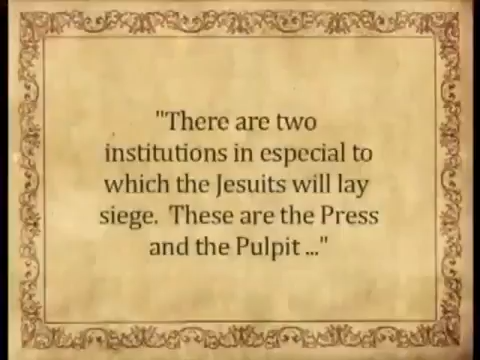 "There are two
institutions in especial to
which the Jesuits will lay
siege.  These are the Press
and the Pulpit ..."